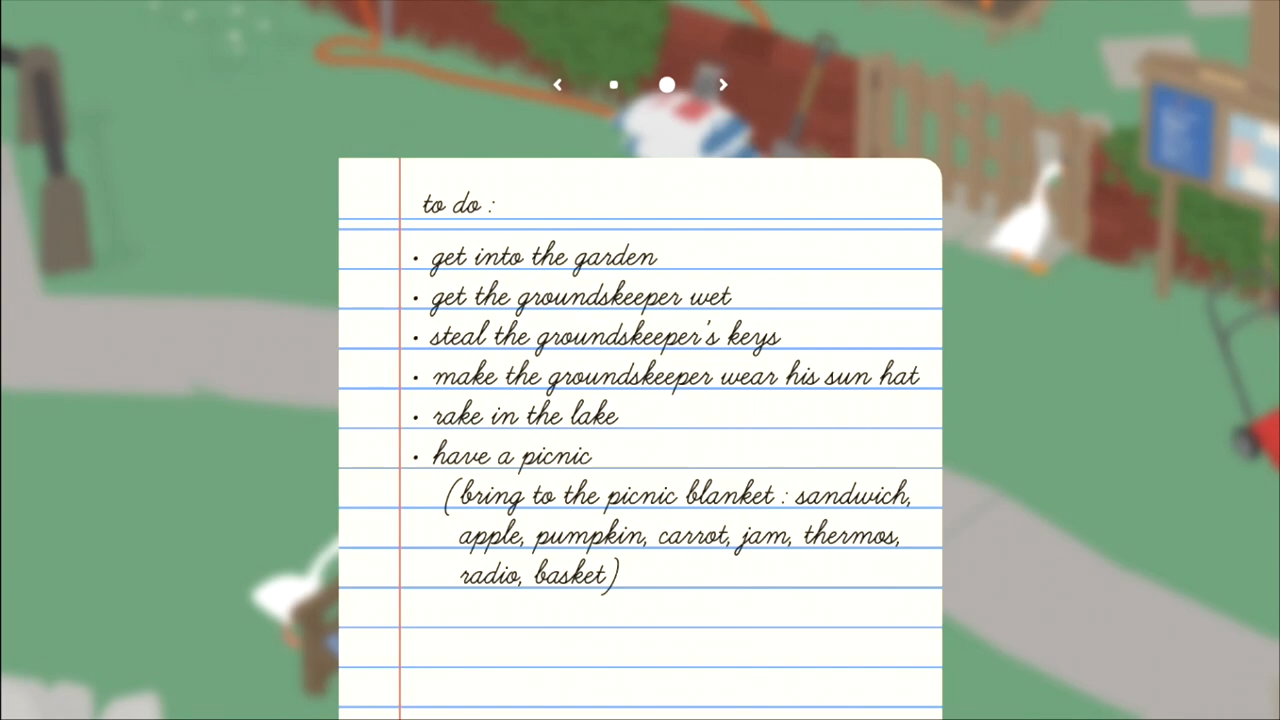 to do :
• get into the garden
• get the groundskeeper wet
• steal the groundskeeper's keys
• make the groundskeeper wear his sun hat
• rake in the lake
• have a picnic
(bring to the picnic blanket : sandwich,
apple, pumpkin, carrot, jam, thermos,
radio, basket)